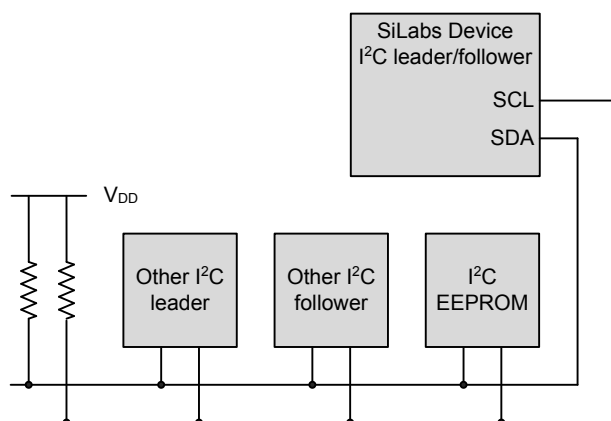 SiLabs Device
I²C leader/follower
SCL
SDA
VDD
Other I²C
leader
Other I²C
follower
I²C
EEPROM